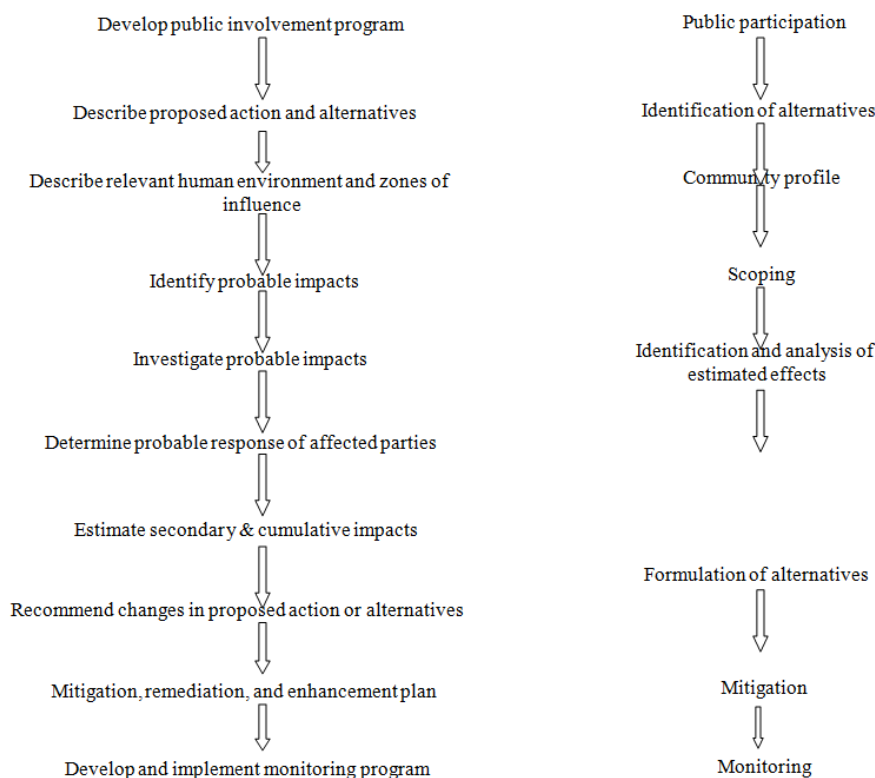 Develop public involvement program
Describe proposed action and alternatives
Describe relevant human environment and zones of
influence
Identify probable impacts
Investigate probable impacts
Determine probable response of affected parties
Estimate secondary & cumulative impacts
Recommend changes in proposed action or alternatives
Mitigation, remediation, and enhancement plan
Develop and implement monitoring program
Public participation
Identification of alternatives
Community profile
Scoping
Identification and analysis of
estimated effects
Formulation of alternatives
Mitigation
Monitoring